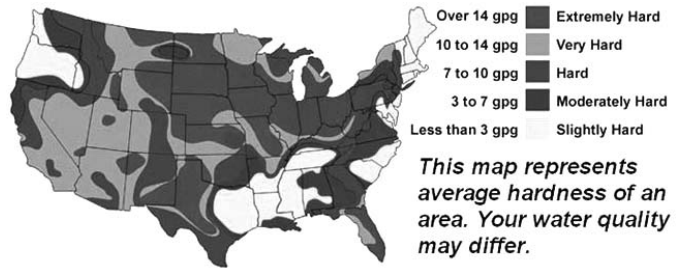 Over 14 gpg Extremely Hard
10 to 14 gpg Very Hard
7 to 10 gpg Hard
3 to 7 gpg Moderately Hard
Less than 3 gpg Slightly Hard
This map represents
average hardness of an
area. Your water quality
may differ.